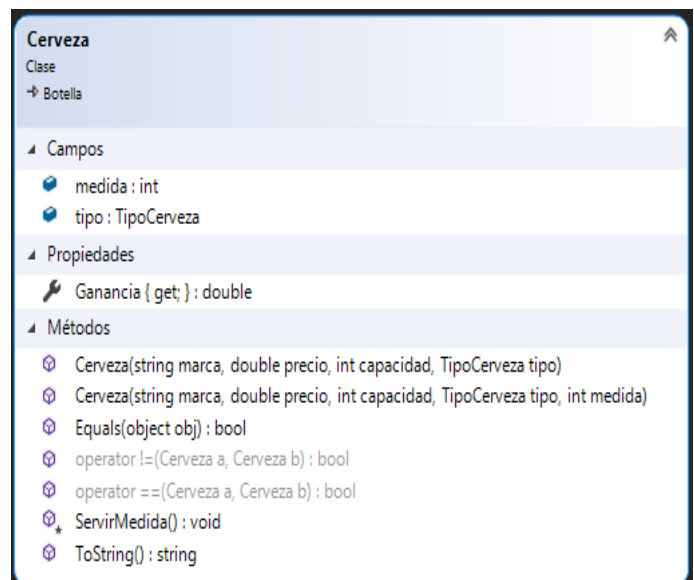 Cerveza
Clase
Botella
Campos
medida : int
tipo : TipoCerveza
Propiedades
Ganancia { get; } : double
Métodos
Cerveza(string marca, double precio, int capacidad, TipoCerveza tipo)
Cerveza(string marca, double precio, int capacidad, TipoCerveza tipo, int medida)
Equals(object obj) : bool
operator !=(Cerveza a, Cerveza b) : bool
operator ==(Cerveza a, Cerveza b) : bool
ServirMedida() : void
ToString() : string